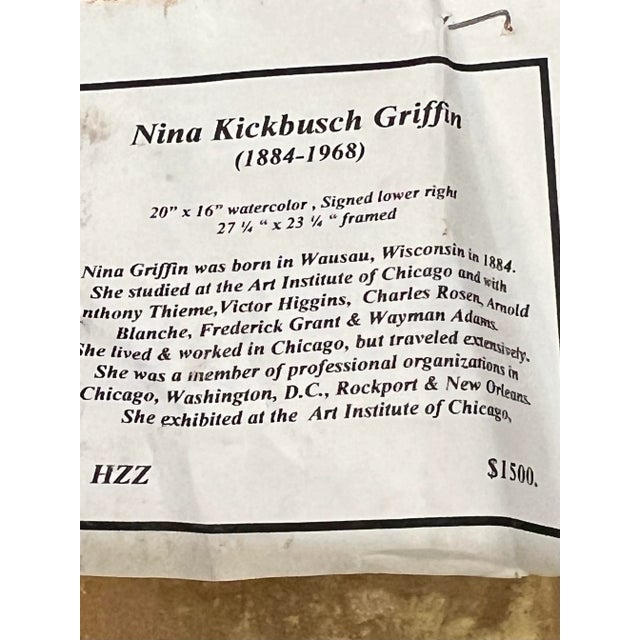 Nina Kickbusch Griffin
(1884-1968)
20” x 16” watercolor , Signed lower right
27 ¼ “ x 23 ¼ “ framed
Nina Griffin was born in Wausau, Wisconsin in 1884.
She studied at the Art Institute of Chicago and with
nthony Thieme,Victor Higgins, Charles Rosen, Arnold
Blanche, Frederick Grant & Wayman Adams.
She lived & worked in Chicago, but traveled extensively.
She was a member of professional organizations in
Chicago, Washington, D.C., Rockport & New Orleans.
She exhibited at the Art Institute of Chicago,
HZZ
$1500.